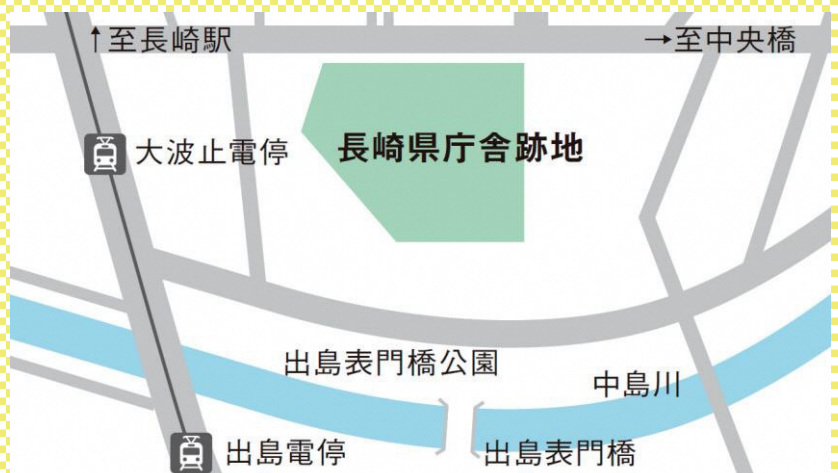 ↑至長崎駅
→至中央橋
大波止電停
長崎県庁舎跡地
出島表門橋公園
中島川
出島電停
出島表門橋